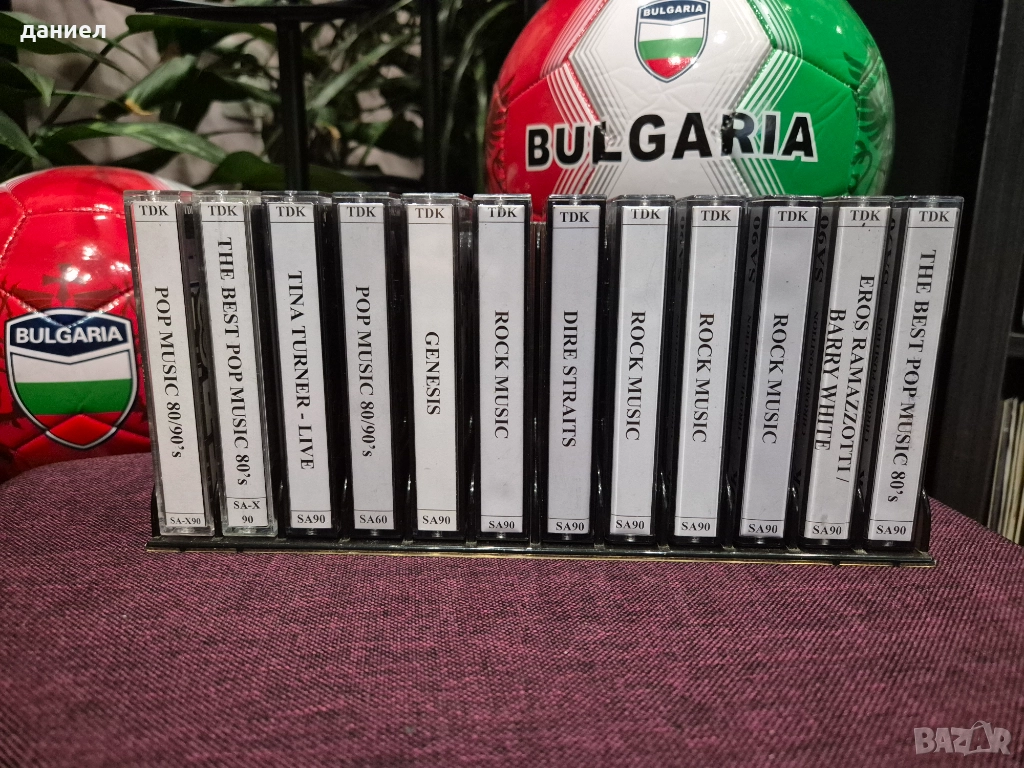 даниел
BULGARIA
BULGARIA
BULGARIA
TDK
POP MUSIC 80/90's
SA-X90
TDK
THE BEST POP MUSIC 80's
SA-X
90
TDK
TINA TURNER - LIVE
SA90
TDK
POP MUSIC 80/90's
SA60
TDK
GENESIS
SA90
TDK
ROCK MUSIC
SA90
TDK
DIRE STRAITS
SA90
TDK
ROCK MUSIC
SA90
TDK
ROCK MUSIC
SA90
TDK
ROCK MUSIC
SA90
TDK
EROS RAMAZZOTTI /
BARRY WHITE
SA90
TDK
THE BEST POP MUSIC 80's
SA90
BAZAR